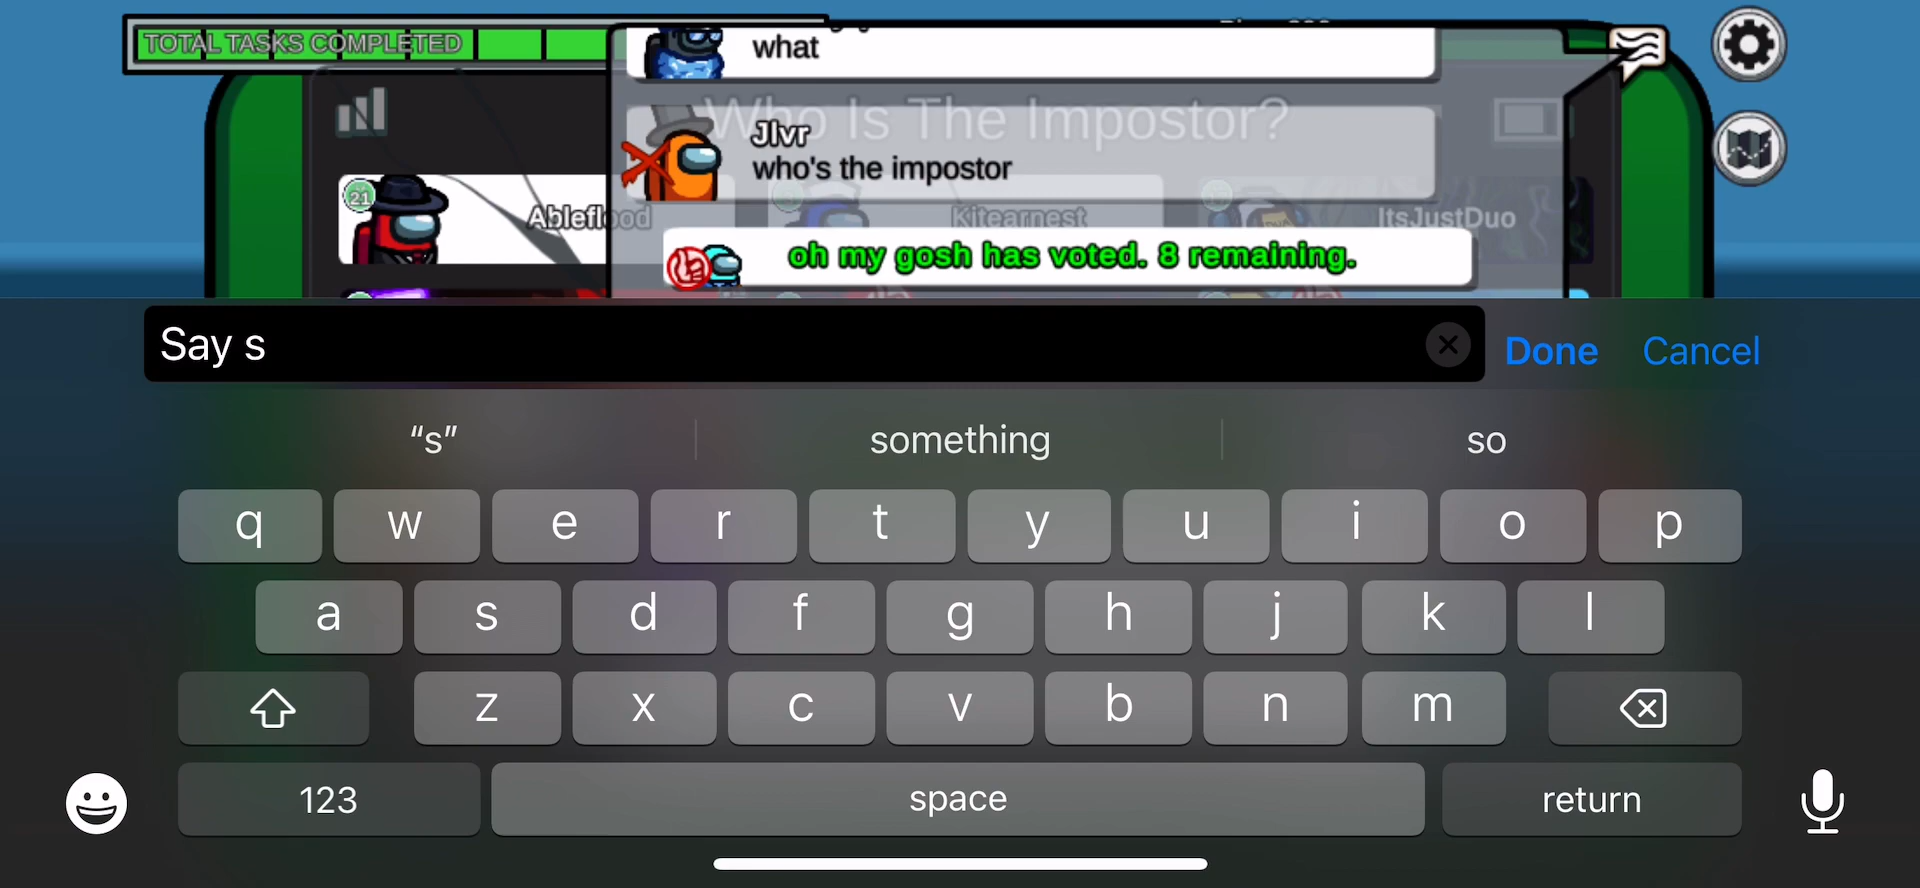 TOTAL TASKS COMPLETED
what
Who Is The Impostor?
Jlvr
who's the impostor
21
Ableflood
Kitearnest
ItsJustDuo
oh my gosh has voted. 8 remaining.
Say s
Done
Cancel
“s”
something
so
q w e r t y u i o p
a s d f g h j k l
z x c v b n m
123
space
return